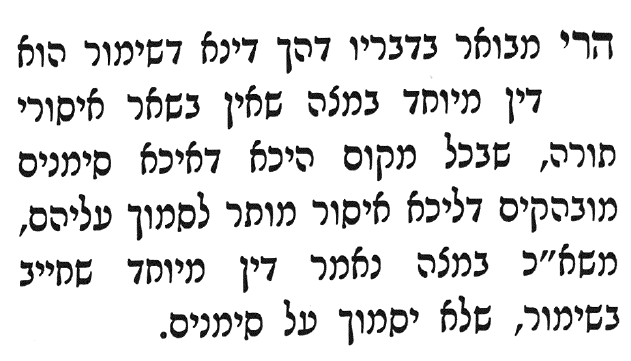 הרי מבואר בדבריו דהך דינא דשימור הוא
דין מיוחד במצה שאין בשאר איסורי
תורה, שבכל מקום היכא דאיכא סימנים
מובהקים דליכא איסור מותר לסמוך עליהם,
משא״כ במצה נאמר דין מיוחד שחייב
בשימור, שלא יסמוך על סימנים.